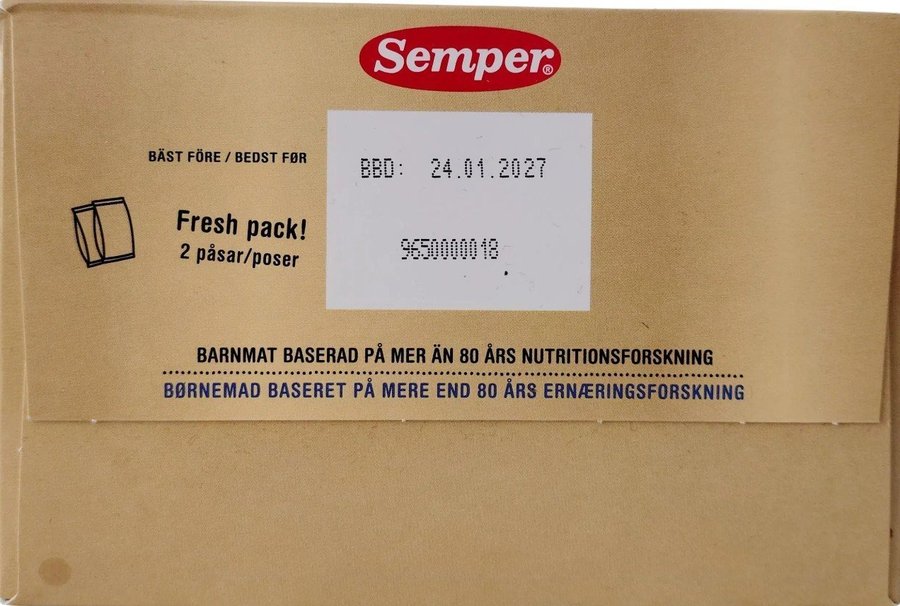 Semper®
BÄST FÖRE / BEDST FØR
BBD: 24.01.2027
Fresh pack!
2 påsar/poser
9650000018
BARNMAT BASERAD PÅ MER ÄN 80 ÅRS NUTRITIONSFORSKNING
BØRNEMAD BASERET PÅ MERE END 80 ÅRS ERNÆRINGSFORSKNING